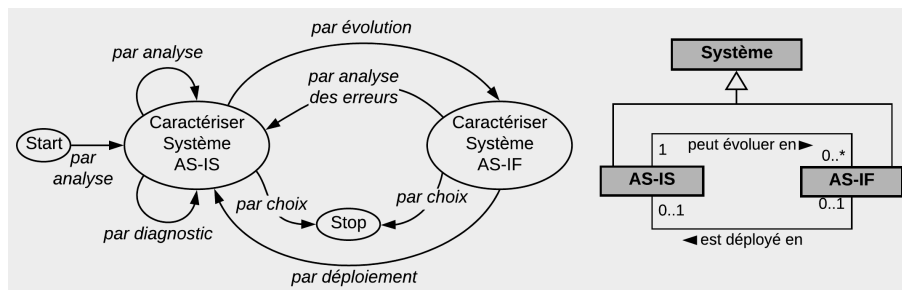 par analyse
par évolution
par analyse
des erreurs
Start
par
analyse
Caractériser
Système
AS-IS
Caractériser
Système
AS-IF
par choix
par choix
Stop
par diagnostic
par déploiement
Système
1
peut évoluer en ►
0..*
AS-IS
AS-IF
0..1
0..1
◄ est déployé en